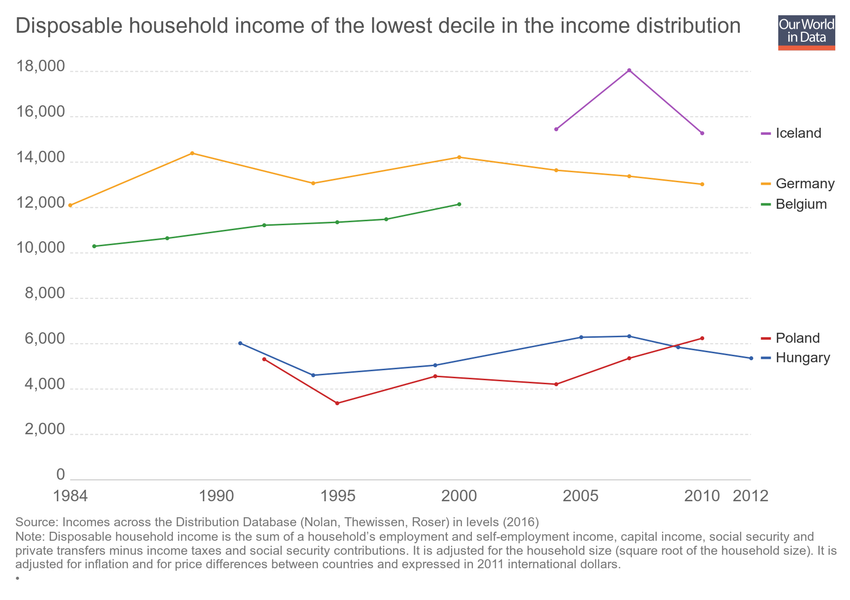 Disposable household income of the lowest decile in the income distribution
Our World
in Data
18,000
16,000
14,000
12,000
10,000
8,000
6,000
4,000
2,000
0
Iceland
Germany
Belgium
Poland
Hungary
1984 1990 1995 2000 2005 2010 2012
Source: Incomes across the Distribution Database (Nolan, Thewissen, Roser) in levels (2016)
Note: Disposable household income is the sum of a household's employment and self-employment income, capital income, social security and
private transfers minus income taxes and social security contributions. It is adjusted for the household size (square root of the household size). It is
adjusted for inflation and for price differences between countries and expressed in 2011 international dollars.
•